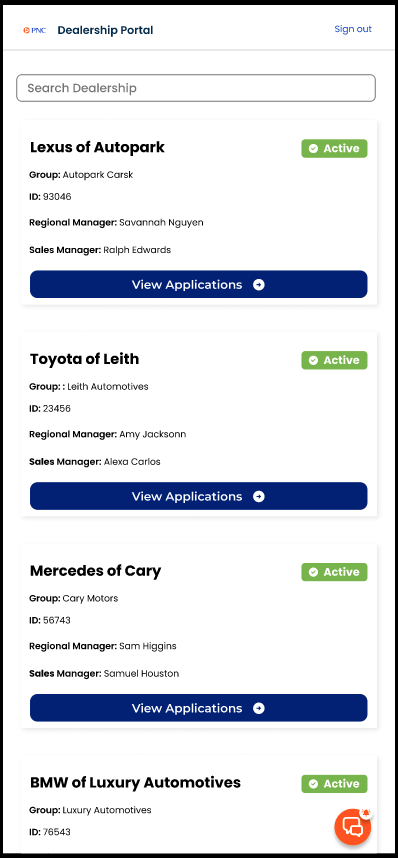 PNC Dealership Portal Sign out
Search Dealership
Lexus of Autopark Active
Group: Autopark Carsk
ID: 93046
Regional Manager: Savannah Nguyen
Sales Manager: Ralph Edwards
View Applications
Toyota of Leith Active
Group: : Leith Automotives
ID: 23456
Regional Manager: Amy Jacksonn
Sales Manager: Alexa Carlos
View Applications
Mercedes of Cary Active
Group: Cary Motors
ID: 56743
Regional Manager: Sam Higgins
Sales Manager: Samuel Houston
View Applications
BMW of Luxury Automotives Active
Group: Luxury Automotives
ID: 76543